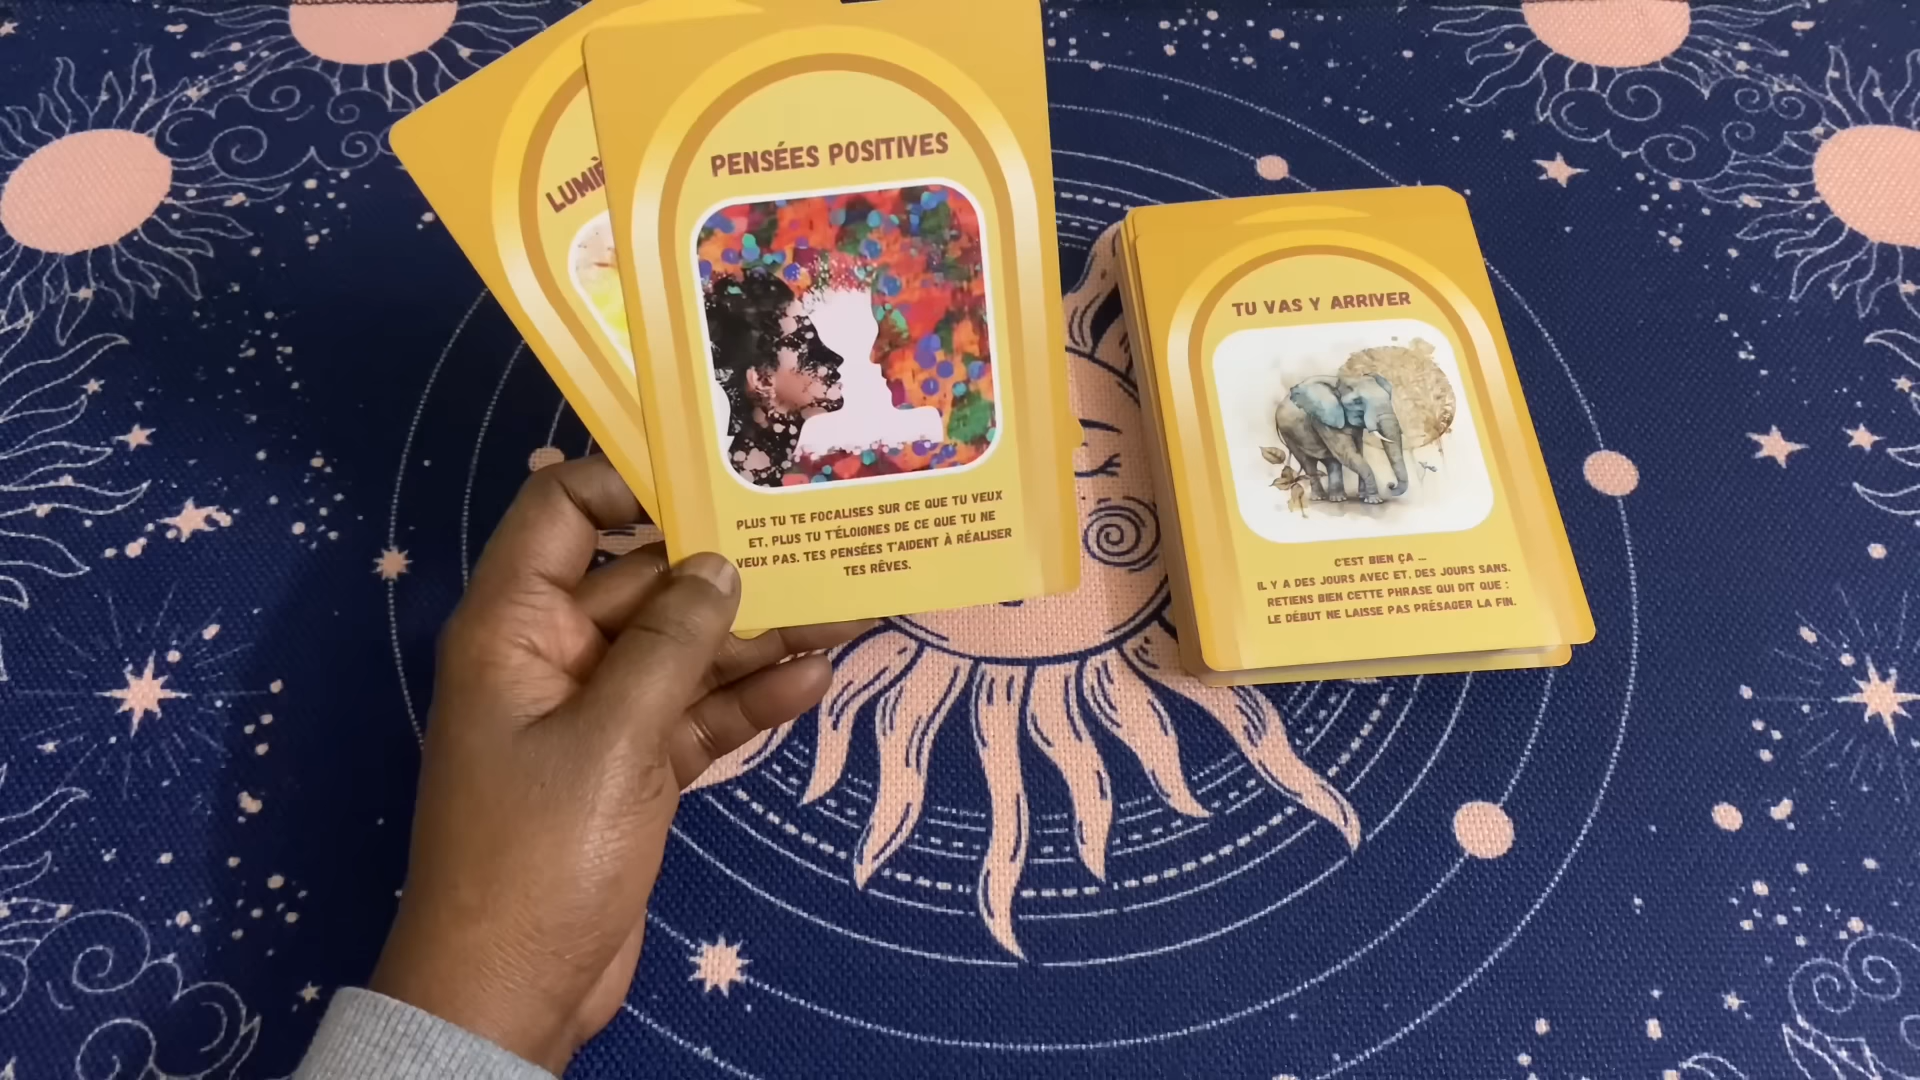 PENSÉES POSITIVES
PLUS TU TE FOCALISES SUR CE QUE TU VEUX
ET, PLUS TU T'ÉLOIGNES DE CE QUE TU NE
VEUX PAS. TES PENSÉES T'AIDENT À RÉALISER
TES RÊVES.
TU VAS Y ARRIVER
C'EST BIEN ÇA ...
IL Y A DES JOURS AVEC ET, DES JOURS SANS.
RETIENS BIEN CETTE PHRASE QUI DIT QUE :
LE DÉBUT NE LAISSE PAS PRÉSAGER LA FIN.